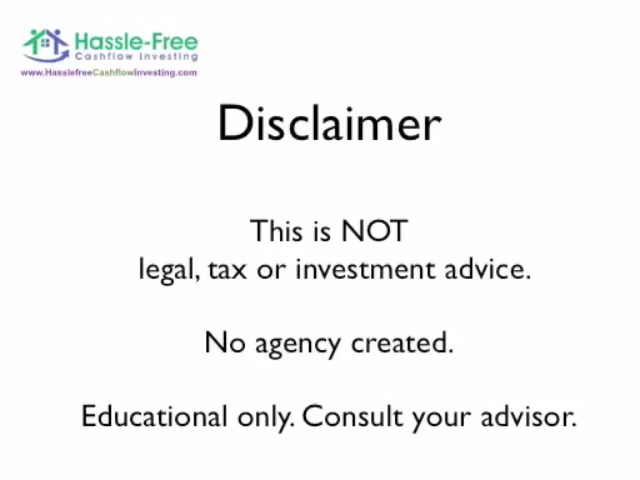 Hassle-Free
Cashflow Investing
www.HasslefreeCashflowInvesting.com
Disclaimer
This is NOT
legal, tax or investment advice.
No agency created.
Educational only. Consult your advisor.